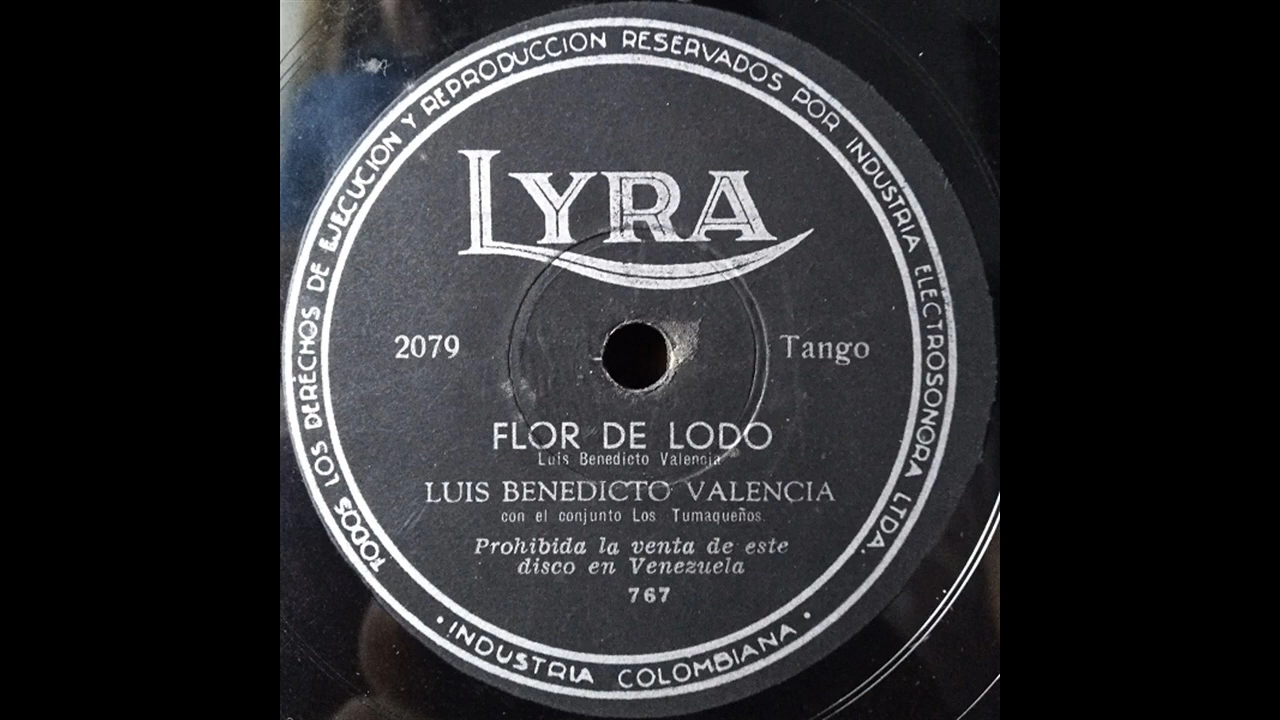 TODOS LOS DERECHOS DE EJECUCION Y REPRODUCCION RESERVADOS POR INDUSTRIA ELECTROSONORA LTDA.
LYRA
2079
Tango
FLOR DE LODO
Luis Benedicto Valencia
LUIS BENEDICTO VALENCIA
con el conjunto Los Tumaqueños.
Prohibida la venta de este
disco en Venezuela
767
· INDUSTRIA COLOMBIANA ·